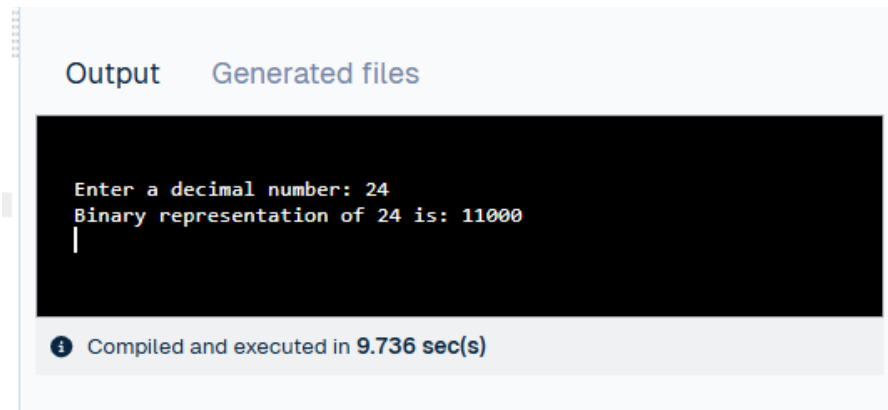 Output Generated files
Enter a decimal number: 24
Binary representation of 24 is: 11000
Compiled and executed in 9.736 sec(s)